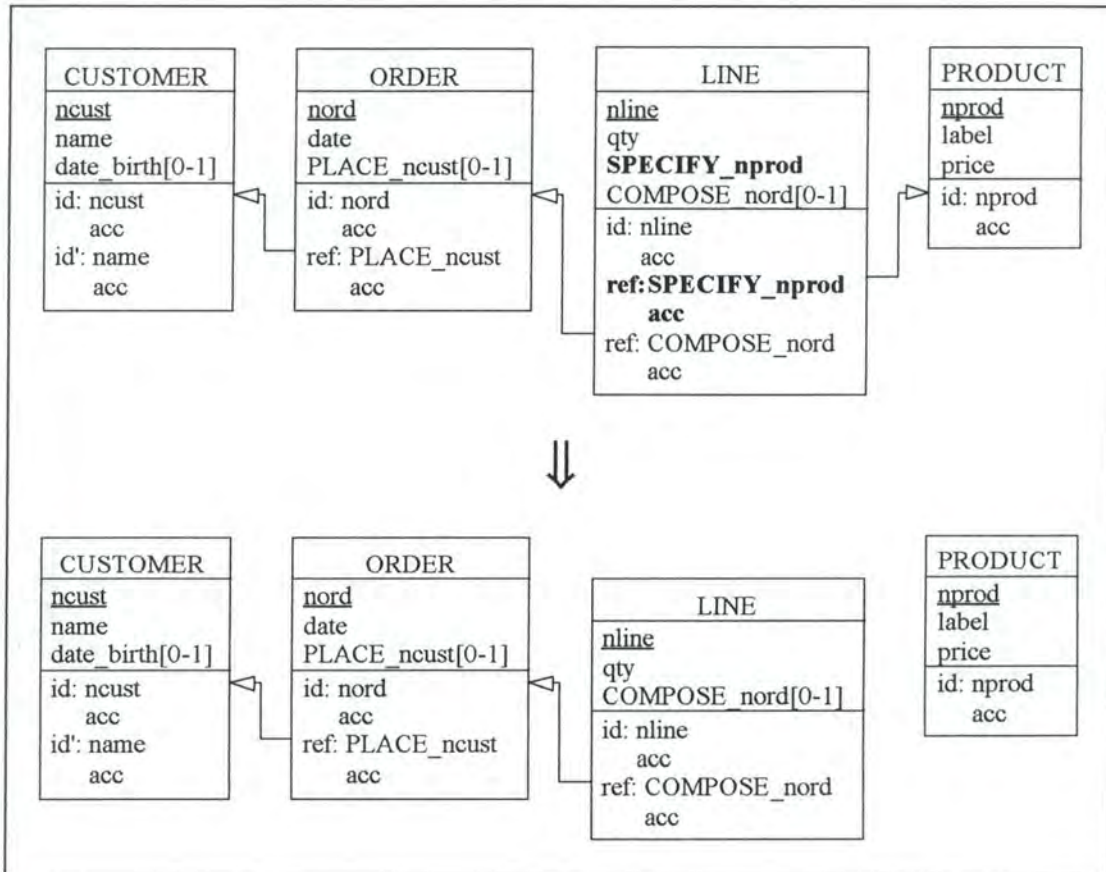 CUSTOMER
ncust
name
date_birth[0-1]
id: ncust
acc
id': name
acc
ORDER
nord
date
PLACE_ncust[0-1]
id: nord
acc
ref: PLACE_ncust
acc
LINE
nline
qty
SPECIFY_nprod
COMPOSE_nord[0-1]
id: nline
acc
ref:SPECIFY_nprod
acc
ref: COMPOSE_nord
acc
PRODUCT
nprod
label
price
id: nprod
acc
⇓
CUSTOMER
ncust
name
date_birth[0-1]
id: ncust
acc
id': name
acc
ORDER
nord
date
PLACE_ncust[0-1]
id: nord
acc
ref: PLACE_ncust
acc
LINE
nline
qty
COMPOSE_nord[0-1]
id: nline
acc
ref: COMPOSE_nord
acc
PRODUCT
nprod
label
price
id: nprod
acc